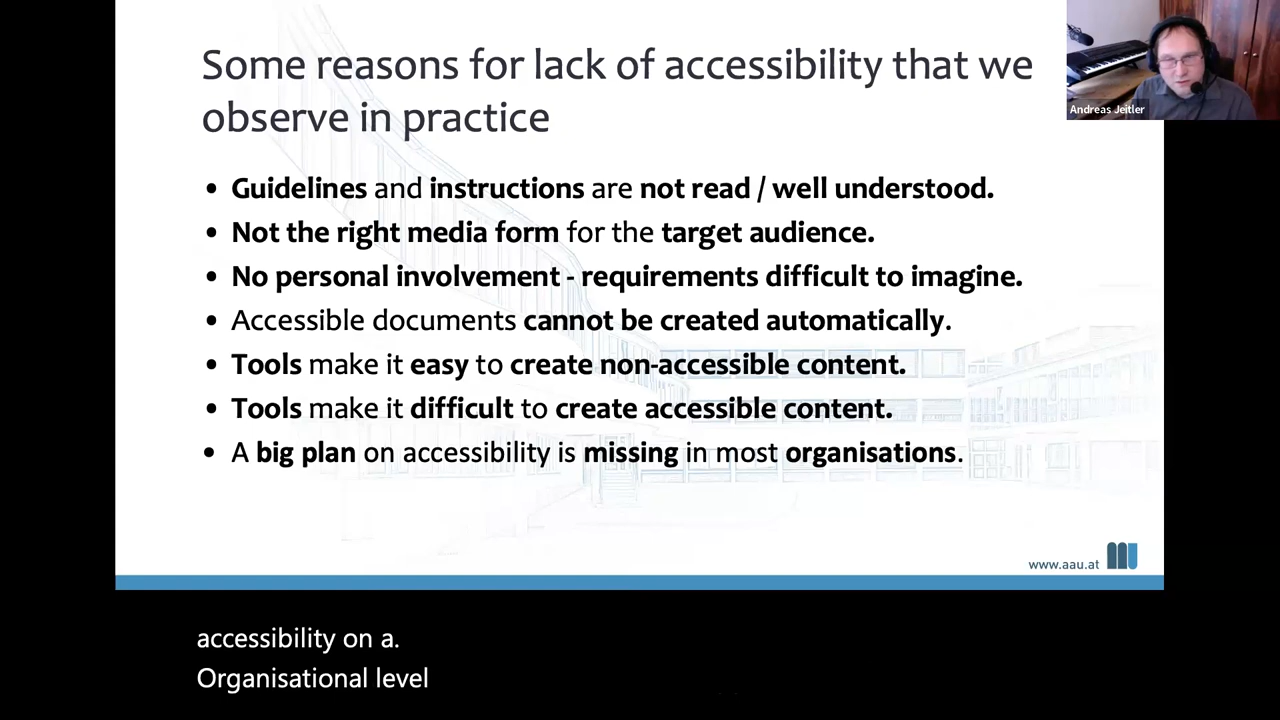 Some reasons for lack of accessibility that we
observe in practice
• Guidelines and instructions are not read / well understood.
• Not the right media form for the target audience.
• No personal involvement - requirements difficult to imagine.
• Accessible documents cannot be created automatically.
• Tools make it easy to create non-accessible content.
• Tools make it difficult to create accessible content.
• A big plan on accessibility is missing in most organisations.
www.aau.at
Andreas Jeitler
accessibility on a.
Organisational level